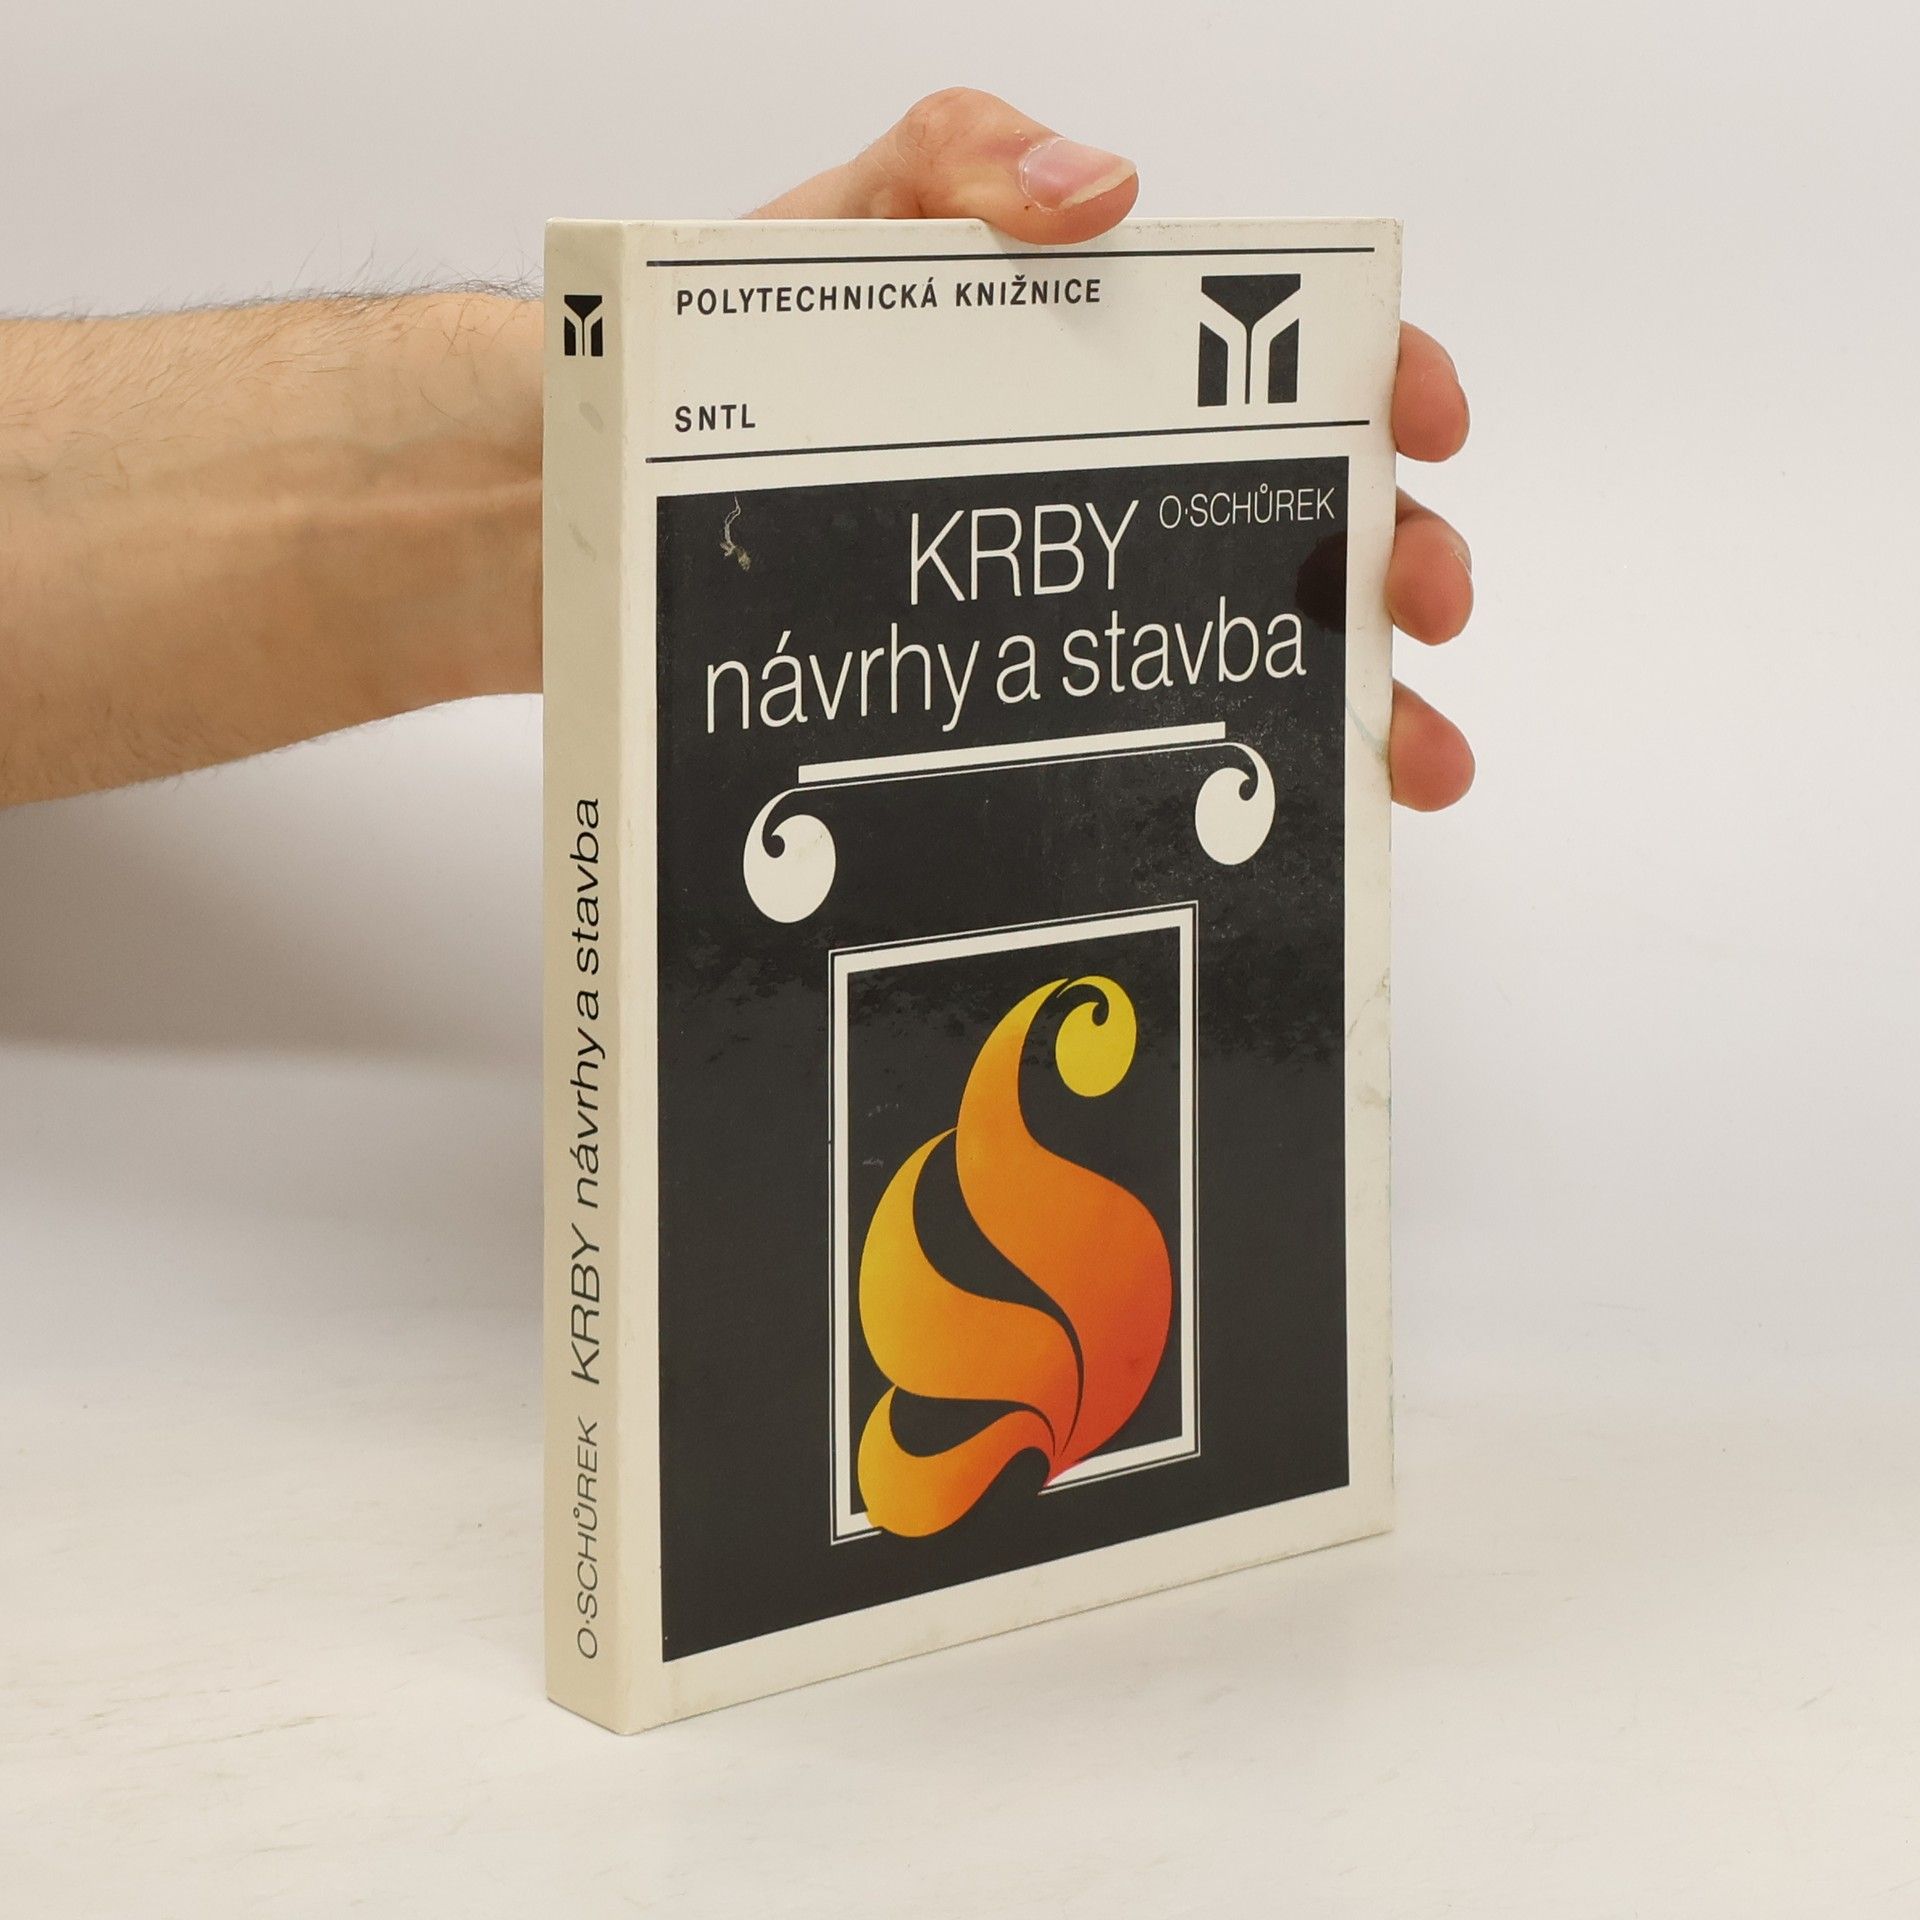 POLYTECHNICKÁ KNIŽNICE
SNTL
KRBY O·SCHŮREK
návrhy a stavba
O·SCHŮREK KRBY návrhy a stavba